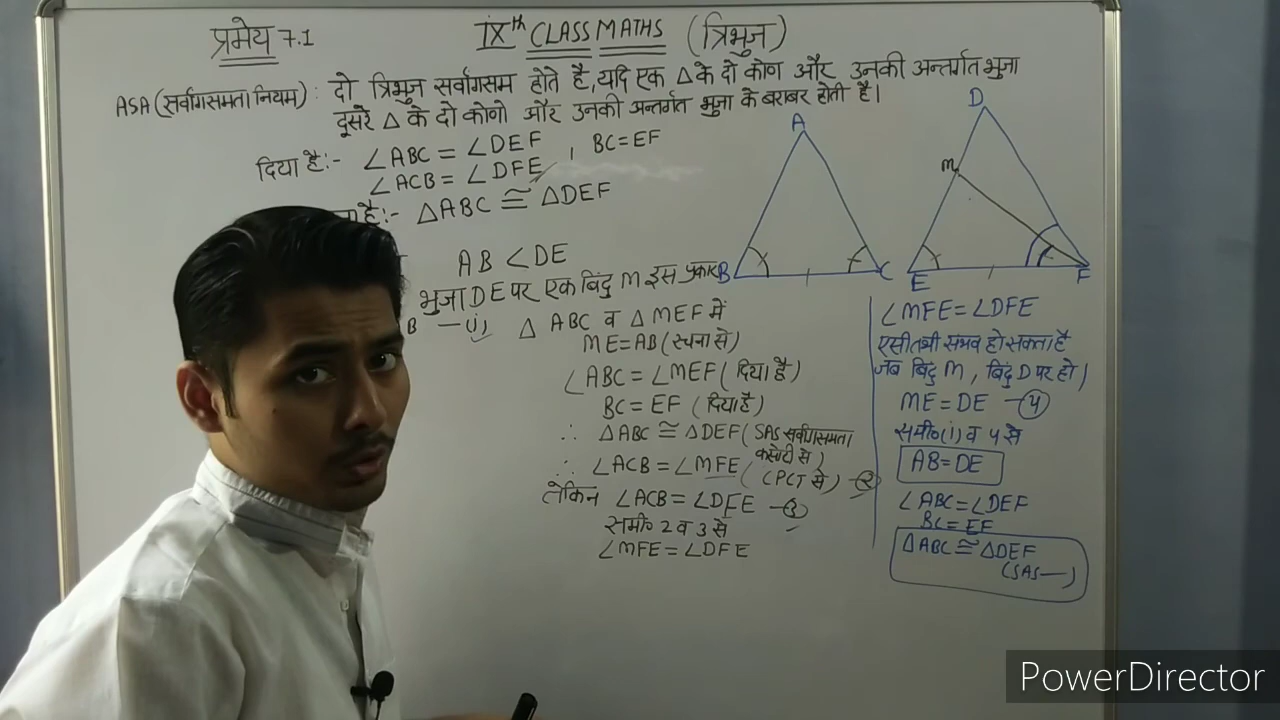 प्रमेय 7.1
IXth CLASS MATHS (त्रिभुज)
ASA (सर्वांगसमता नियम) : दो त्रिभुज सर्वांगसम होते है, यदि एक △ के दो कोण और उनकी अन्तर्गत भुजा
दूसरे △ के दो कोणो और उनकी अन्तर्गत भुजा के बराबर होती है।
दिया है:- ∠ABC = ∠DEF , BC=EF
∠ACB = ∠DFE
है:- △ABC ≅ △DEF
AB < DE
भुजा DE पर एक बिंदु M इस प्रकार
B —(i) △ ABC व △ MEF में
ME=AB (रचना से)
∠ABC = ∠MEF (दिया है)
BC = EF (दिया है)
∴ △ABC ≅ △DEF (SAS सर्वांगसमता
कसोटी से)
∴ ∠ACB = ∠MFE (CPCT से) —②
लेकिन ∠ACB = ∠DFE —③
समी० 2 व 3 से
∠MFE = ∠DFE
A
B
C
D
M
E
F
∠MFE = ∠DFE
एसी तभी संभव हो सकता है
जब बिंदु M, बिंदु D पर हो।
ME = DE —④
समी० (i) व 4 से
AB = DE
∠ABC = ∠DEF
BC = EF
△ABC ≅ △DEF
(SAS—)
PowerDirector